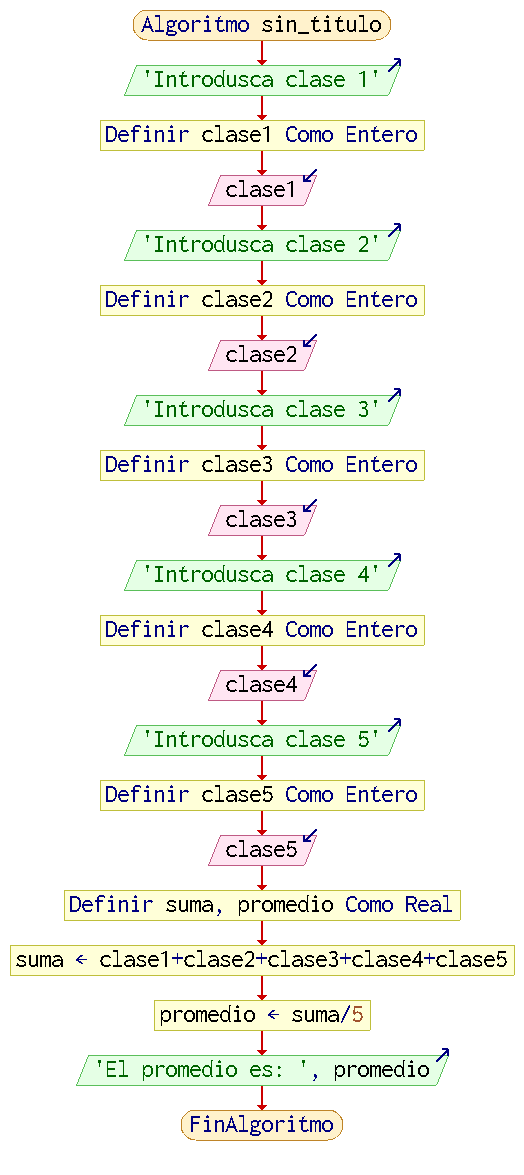 Algoritmo sin_titulo
'Introdusca clase 1'
Definir clase1 Como Entero
clase1
'Introdusca clase 2'
Definir clase2 Como Entero
clase2
'Introdusca clase 3'
Definir clase3 Como Entero
clase3
'Introdusca clase 4'
Definir clase4 Como Entero
clase4
'Introdusca clase 5'
Definir clase5 Como Entero
clase5
Definir suma, promedio Como Real
suma ← clase1+clase2+clase3+clase4+clase5
promedio ← suma/5
'El promedio es: ', promedio
FinAlgoritmo